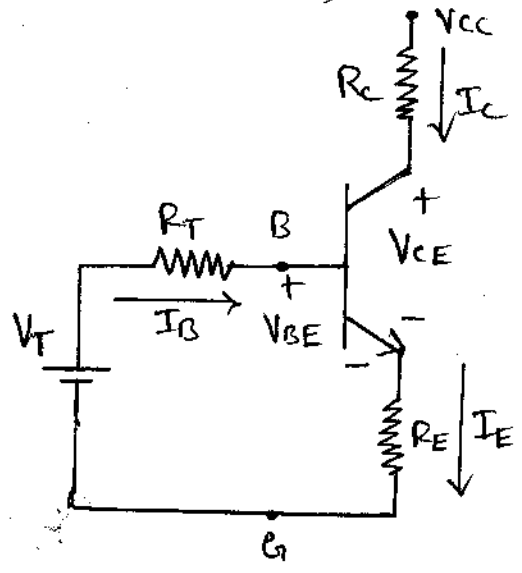 VCC
RC
IC
RT
B
+
VCE
+
IB
VBE
-
-
VT
RE
IE
G